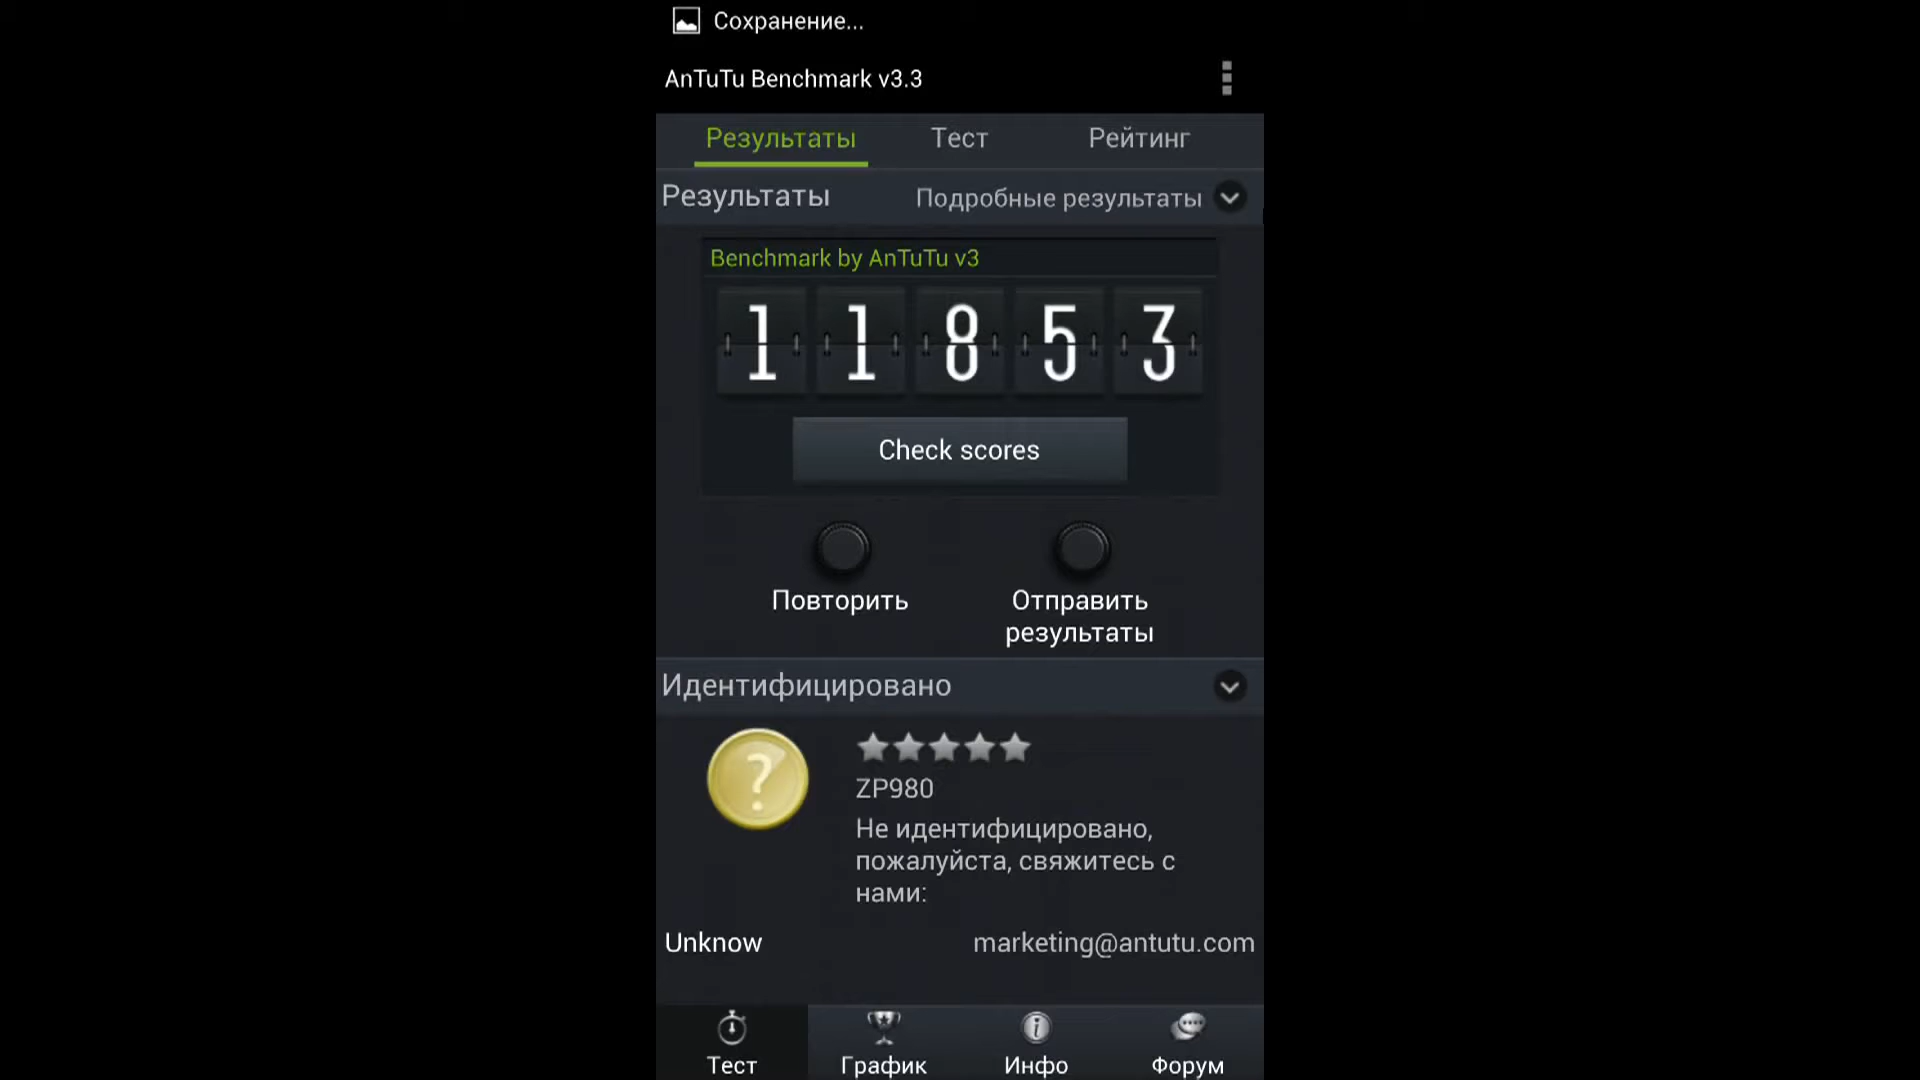 Сохранение...
AnTuTu Benchmark v3.3
Результаты Тест Рейтинг
Результаты Подробные результаты
Benchmark by AnTuTu v3
11853
Check scores
Повторить Отправить
результаты
Идентифицировано
?
ZP980
Не идентифицировано,
пожалуйста, свяжитесь с
нами:
Unknow marketing@antutu.com
Тест График Инфо Форум